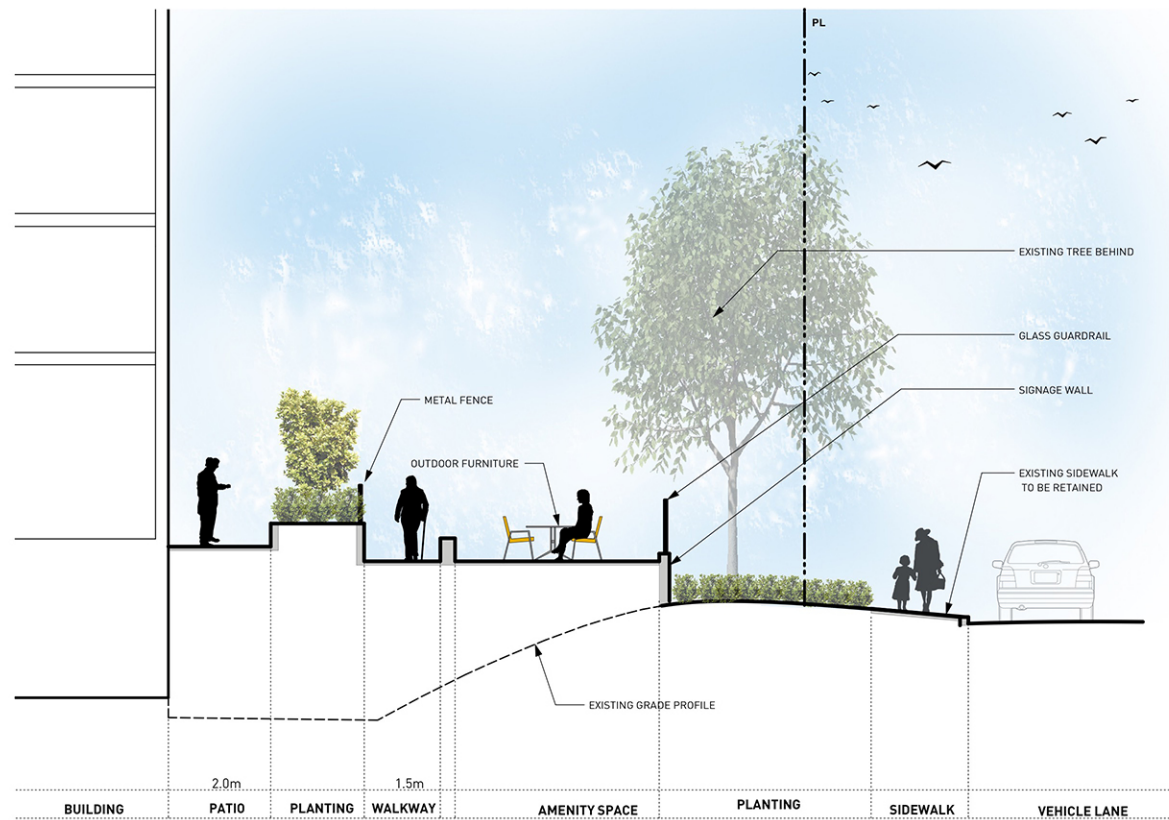 PL
EXISTING TREE BEHIND
GLASS GUARDRAIL
SIGNAGE WALL
METAL FENCE
OUTDOOR FURNITURE
EXISTING SIDEWALK
TO BE RETAINED
EXISTING GRADE PROFILE
2.0m
1.5m
BUILDING
PATIO
PLANTING
WALKWAY
AMENITY SPACE
PLANTING
SIDEWALK
VEHICLE LANE